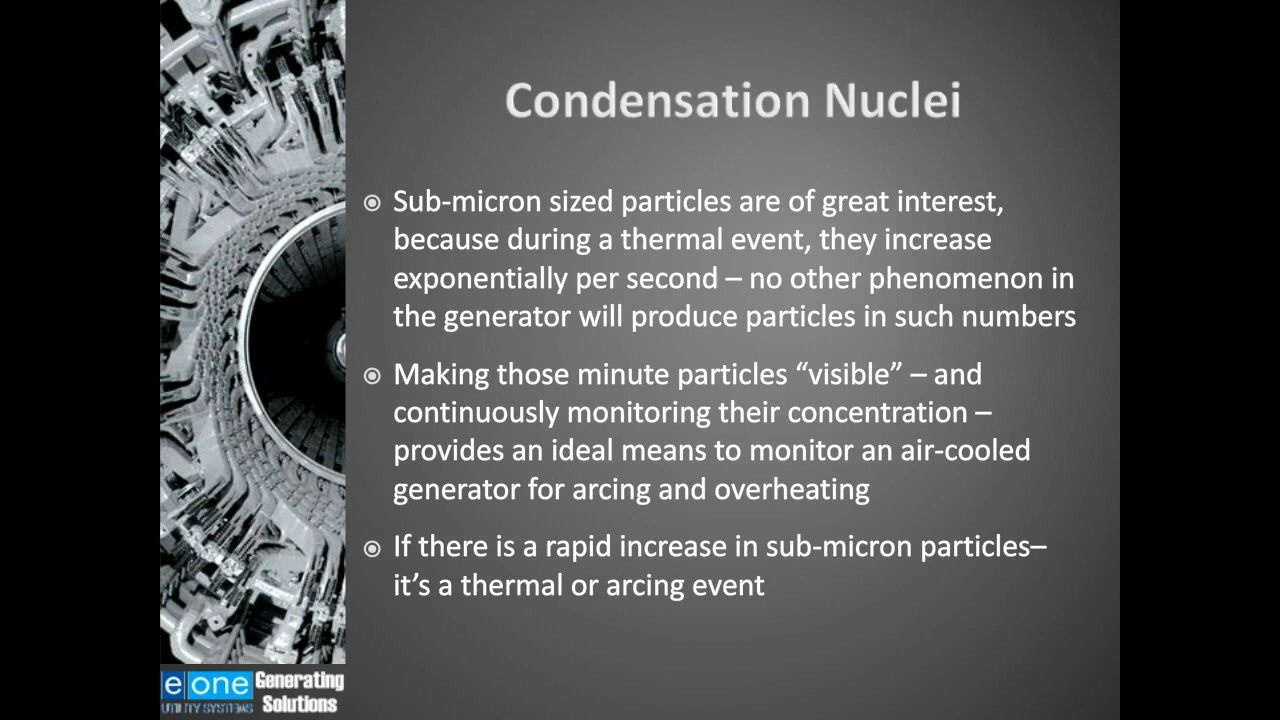 Condensation Nuclei
Sub-micron sized particles are of great interest,
because during a thermal event, they increase
exponentially per second – no other phenomenon in
the generator will produce particles in such numbers
Making those minute particles “visible” – and
continuously monitoring their concentration –
provides an ideal means to monitor an air-cooled
generator for arcing and overheating
If there is a rapid increase in sub-micron particles–
it’s a thermal or arcing event
e one
UTILITY SYSTEMS
Generating
Solutions